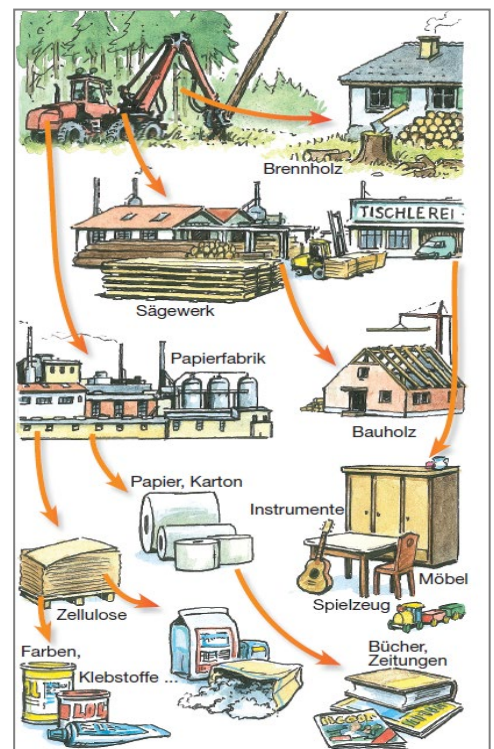 Brennholz
TISCHLEREI
Sägewerk
Papierfabrik
Bauholz
Papier, Karton
Instrumente
Möbel
Spielzeug
Zellulose
Farben,
Klebstoffe ...
Bücher,
Zeitungen